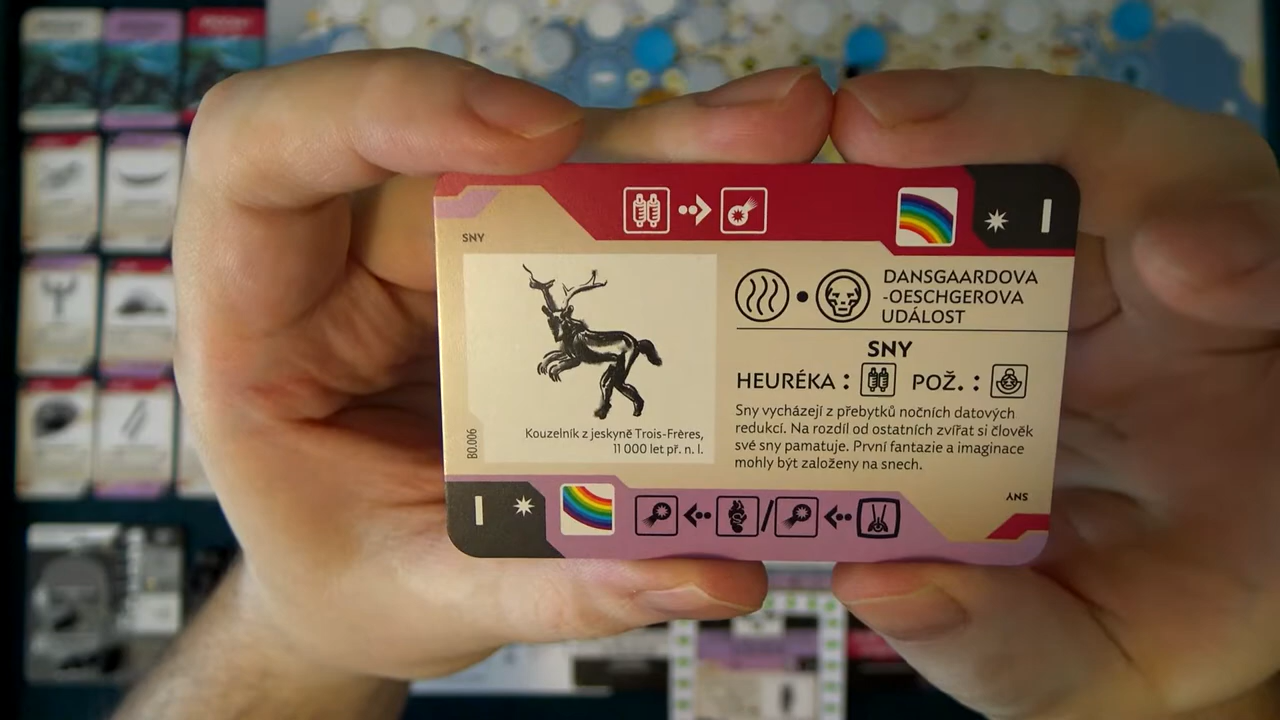 I
SNY
DANSGAARDOVA
-OESCHGEROVA
UDÁLOST
SNY
HEURÉKA : POŽ. :
Sny vycházejí z přebytků nočních datových
redukcí. Na rozdíl od ostatních zvířat si člověk
své sny pamatuje. První fantazie a imaginace
mohly být založeny na snech.
Kouzelník z jeskyně Trois-Frères,
11 000 let př. n. l.
B0.006
SNY
I